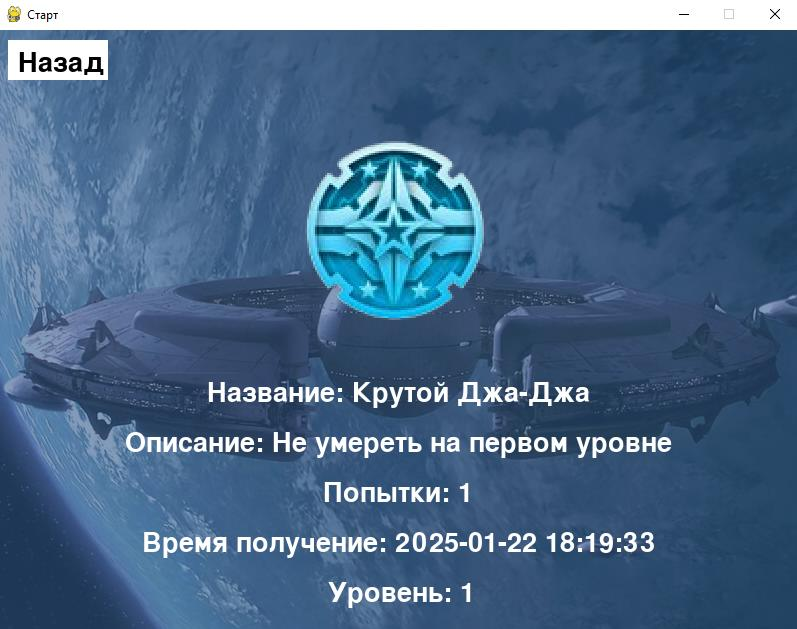 Старт
Назад
Название: Крутой Джа-Джа
Описание: Не умереть на первом уровне
Попытки: 1
Время получение: 2025-01-22 18:19:33
Уровень: 1